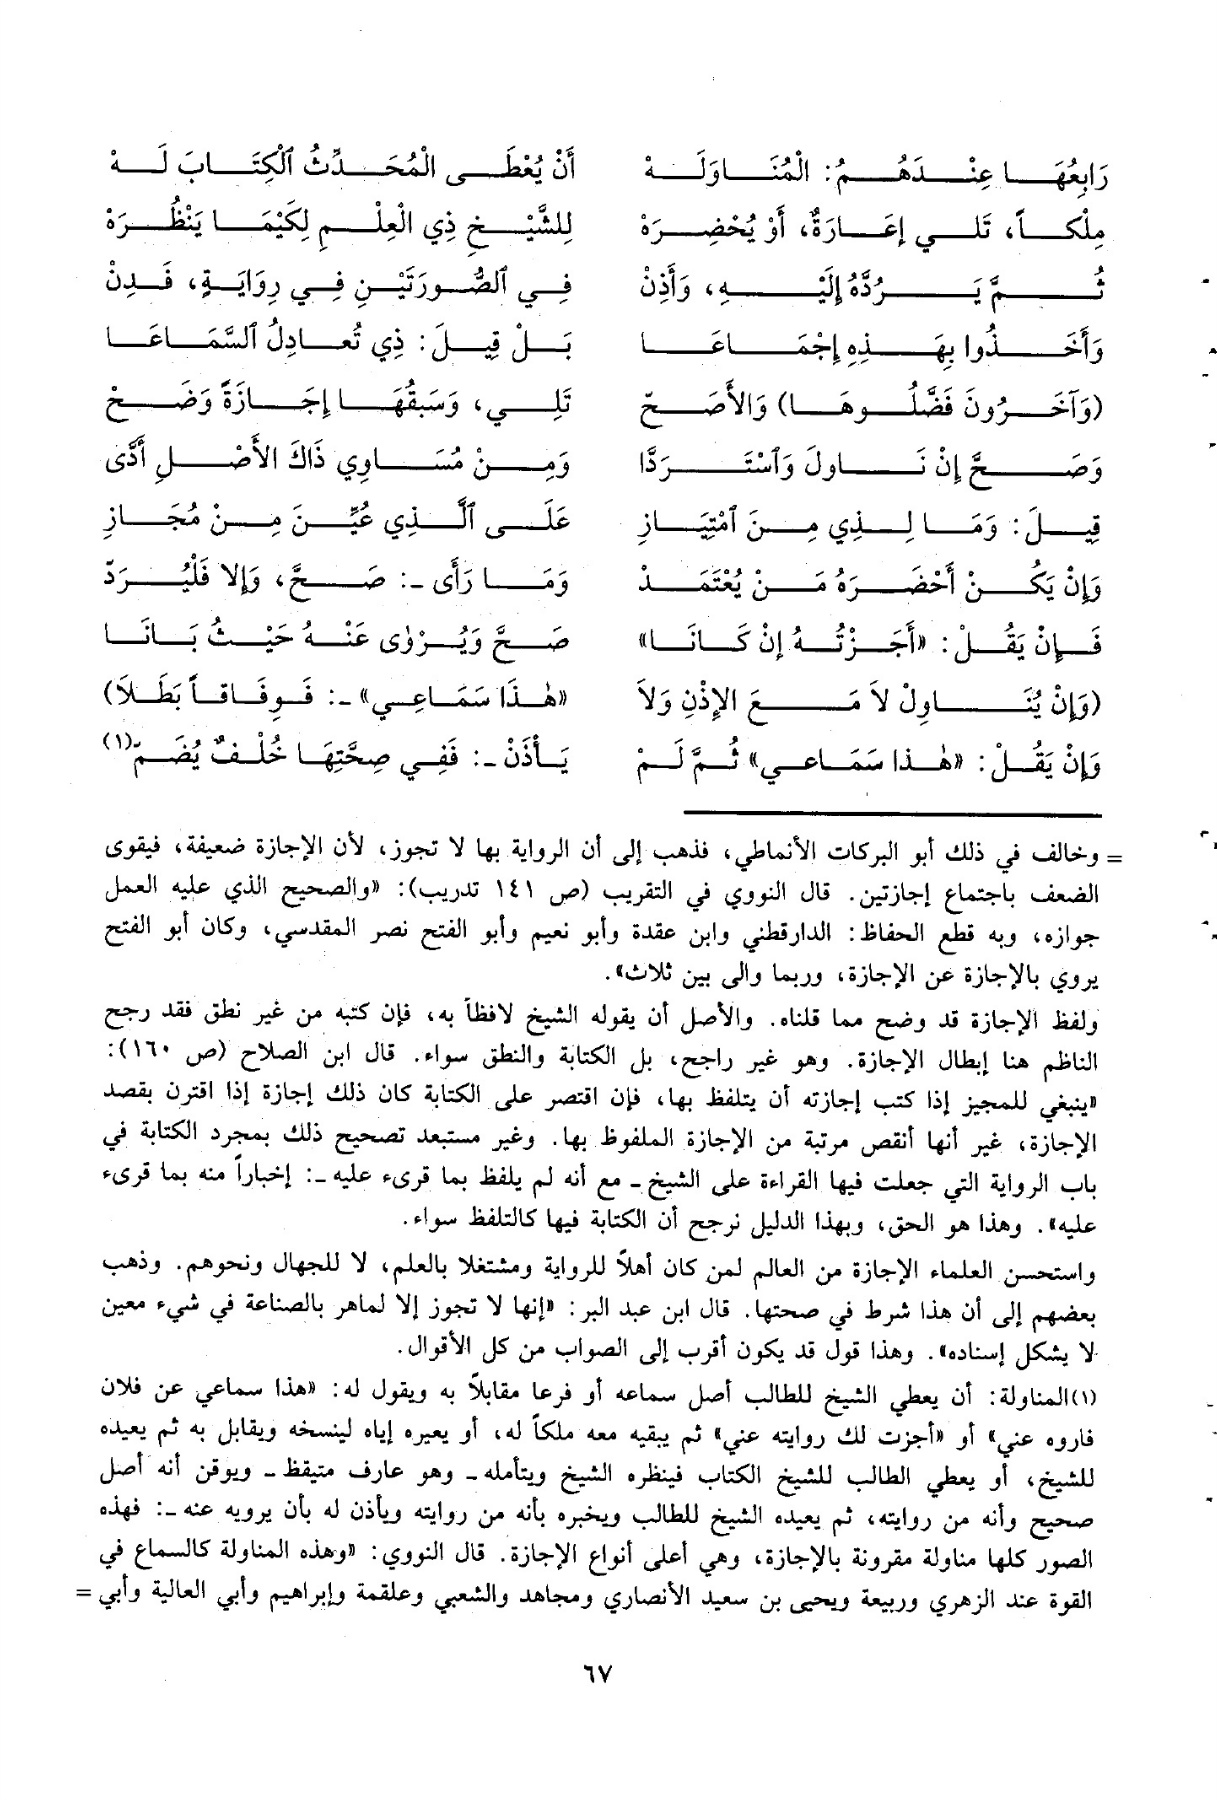 رَابِعُهَا عِنْدَهُمُ: الْمُنَاوَلَهْ أَنْ يُعْطَى الْمُحَدِّثُ ٱلْكِتَابَ لَهْ
مِلْكاً، تَلِي إِعَارَةٌ، أَوْ يُحْضِرَهْ لِلشَّيْخِ ذِي الْعِلْمِ لِكَيْمَا يَنْظُرَهْ
ثُمَّ يَرُدَّهُ إِلَيْهِ، وَأَذِنْ فِي ٱلصُّورَتَيْنِ فِي رِوَايَةٍ، فَدِنْ
وَأَخَذُوا بِهَذِهِ إِجْمَاعَا بَلْ قِيلَ: ذِي تُعادِلُ ٱلسَّمَاعَا
(وَآخَرُونَ فَضَّلُوهَا) وَالأَصَحّ تَلِي، وَسَبقُهَا إِجَازَةً وَضَحْ
وَصَحَّ إِنْ نَاوَلَ وَٱسْتَرَدَّا وَمِنْ مُسَاوِي ذَاكَ الأَصْلِ أَدَّى
قِيلَ: وَمَا لِذِي مِنَ ٱمْتِيَازِ عَلَى ٱلَّذِي عُيِّنَ مِنْ مُجَازِ
وَإِنْ يَكُنْ أَحْضَرَهُ مَنْ يُعْتَمَدْ وَمَا رَأَى ـ: صَحَّ، وَإِلا فَلْيُرَدّ
فَإِنْ يَقُلْ: «أَجَزْتُهُ إِنْ كَانَا» صَحَّ وَيُرْوٰى عَنْهُ حَيْثُ بَانَا
(وَإِنْ يُنَاوِلْ لاَ مَعَ الإِذْنِ وَلاَ «هٰذَا سَمَاعِي» ـ: فَوِفَاقاً بَطَلاَ)
وَإِنْ يَقُلْ: «هٰذا سَمَاعي» ثُمَّ لَمْ يَأْذَنْ ـ: فَفِي صِحَّتِهَا خُلْفٌ يُضَمّ(١)
= وخالف في ذلك أبو البركات الأنماطي، فذهب إلى أن الرواية بها لا تجوز، لأن الإجازة ضعيفة، فيقوى
الضعف باجتماع إجازتين. قال النووي في التقريب (ص ١٤١ تدريب): «والصحيح الذي عليه العمل
جوازه، وبه قطع الحفاظ: الدارقطني وابن عقدة وأبو نعيم وأبو الفتح نصر المقدسي، وكان أبو الفتح
يروي بالإجازة عن الإجازة، وربما والى بين ثلاث».
ولفظ الإجازة قد وضح مما قلناه. والأصل أن يقوله الشيخ لافظاً به، فإن كتبه من غير نطق فقد رجح
الناظم هنا إبطال الإجازة. وهو غير راجح، بل الكتابة والنطق سواء. قال ابن الصلاح (ص ١٦٠):
«ينبغي للمجيز إذا كتب إجازته أن يتلفظ بها، فإن اقتصر على الكتابة كان ذلك إجازة إذا اقترن بقصد
الإجازة، غير أنها أنقص مرتبة من الإجازة الملفوظ بها. وغير مستبعد تصحيح ذلك بمجرد الكتابة في
باب الرواية التي جعلت فيها القراءة على الشيخ ـ مع أنه لم يلفظ بما قرىء عليه ـ: إخباراً منه بما قرىء
عليه». وهذا هو الحق، وبهذا الدليل نرجح أن الكتابة فيها كالتلفظ سواء.
واستحسن العلماء الإجازة من العالم لمن كان أهلاً للرواية ومشتغلا بالعلم، لا للجهال ونحوهم. وذهب
بعضهم إلى أن هذا شرط في صحتها. قال ابن عبد البر: «إنها لا تجوز إلا لماهر بالصناعة في شيء معين
لا يشكل إسناده». وهذا قول قد يكون أقرب إلى الصواب من كل الأقوال.
(١) المناولة: أن يعطي الشيخ للطالب أصل سماعه أو فرعا مقابلاً به ويقول له: «هذا سماعي عن فلان
فاروه عني» أو «أجزت لك روايته عني» ثم يبقيه معه ملكاً له، أو يعيره إياه لينسخه ويقابل به ثم يعيده
للشيخ، أو يعطي الطالب للشيخ الكتاب فينظره الشيخ ويتأمله ـ وهو عارف متيقظ ـ ويوقن أنه أصل
صحيح وأنه من روايته، ثم يعيده الشيخ للطالب ويخبره بأنه من روايته ويأذن له بأن يرويه عنه ـ: فهذه
الصور كلها مناولة مقرونة بالإجازة، وهي أعلى أنواع الإجازة. قال النووي: «وهذه المناولة كالسماع في
القوة عند الزهري وربيعة ويحيى بن سعيد الأنصاري ومجاهد والشعبي وعلقمة وإبراهيم وأبي العالية وأبي =
٦٧